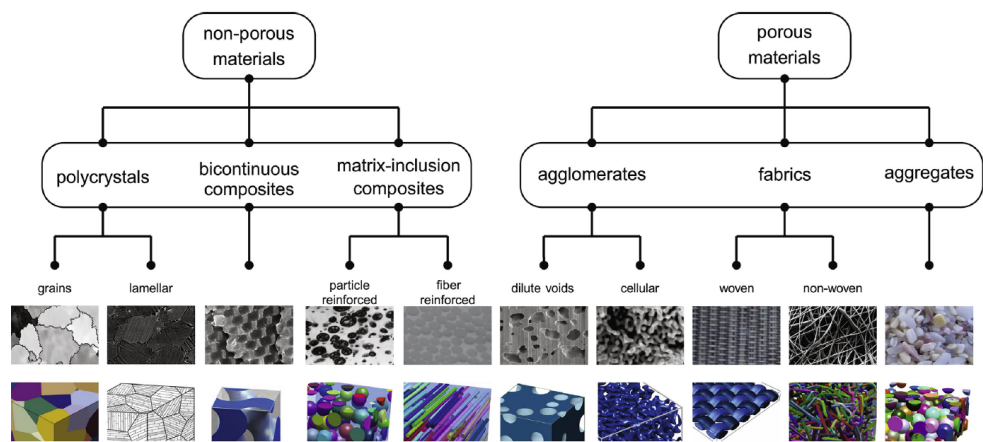 non-porous
materials
porous
materials
polycrystals
bicontinuous
composites
matrix-inclusion
composites
agglomerates
fabrics
aggregates
grains
lamellar
particle
reinforced
fiber
reinforced
dilute voids
cellular
woven
non-woven